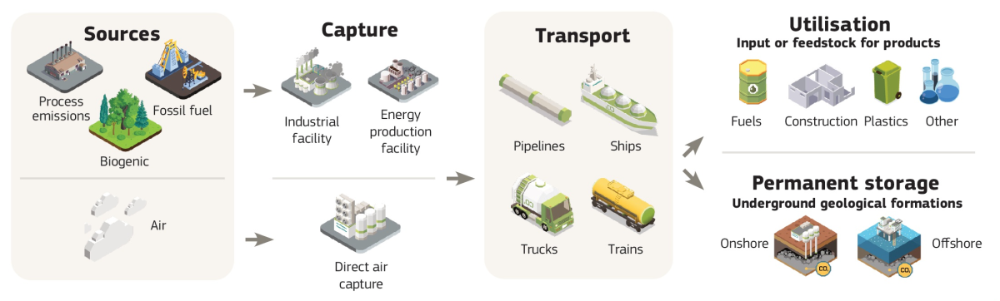 Sources
Process
emissions
Fossil fuel
Biogenic
Air
Capture
Industrial
facility
Energy
production
facility
Direct air
capture
Transport
Pipelines
Ships
Trucks
Trains
Utilisation
Input or feedstock for products
Fuels
Construction
Plastics
Other
Permanent storage
Underground geological formations
Onshore
CO₂
CO₂
Offshore